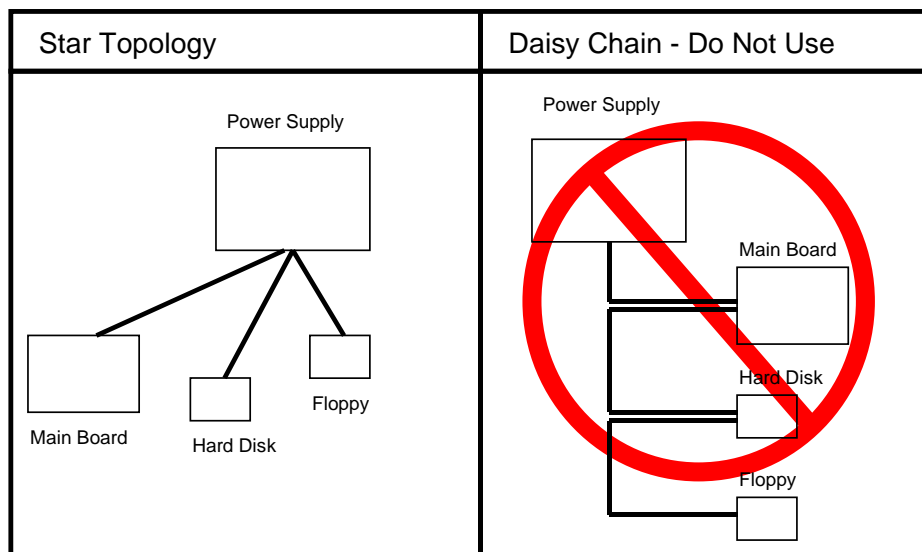 Star Topology
Daisy Chain - Do Not Use
Power Supply
Main Board
Hard Disk
Floppy
Power Supply
Main Board
Hard Disk
Floppy